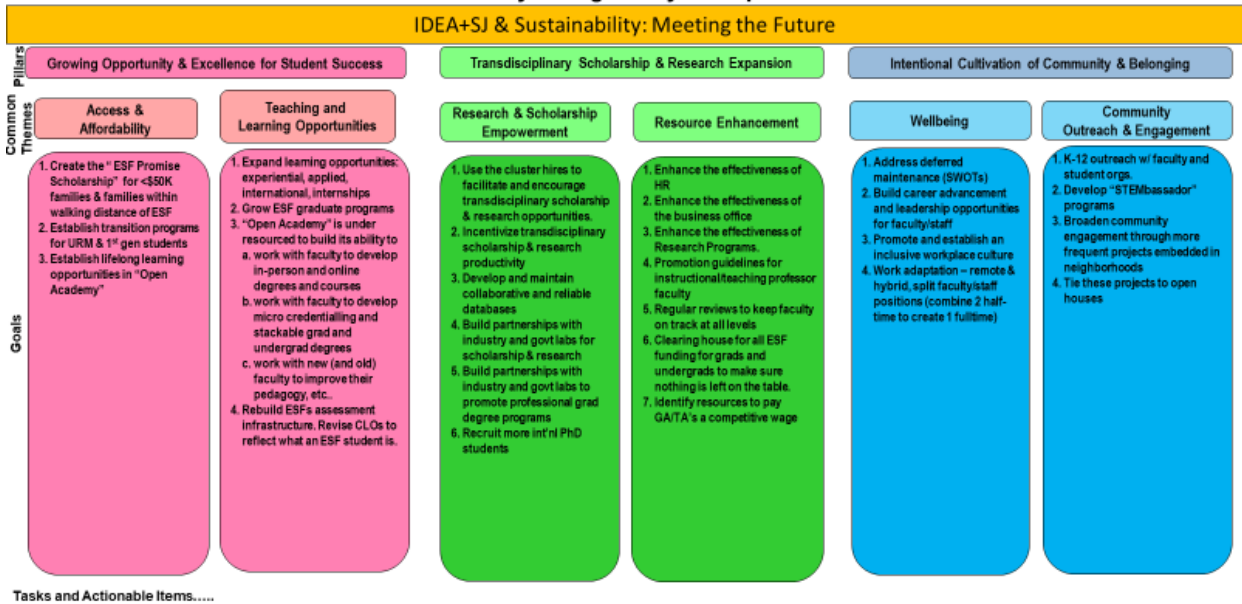 IDEA+SJ & Sustainability: Meeting the Future
Pillars
Growing Opportunity & Excellence for Student Success
Transdisciplinary Scholarship & Research Expansion
Intentional Cultivation of Community & Belonging
Common
Themes
Access &
Affordability
Teaching and
Learning Opportunities
Research & Scholarship
Empowerment
Resource Enhancement
Wellbeing
Community
Outreach & Engagement
Goals
1. Create the " ESF Promise
Scholarship" for <$50K
families & families within
walking distance of ESF
2. Establish transition programs
for URM & 1st gen students
3. Establish lifelong learning
opportunities in "Open
Academy"
1. Expand learning opportunities:
experiential, applied,
international, internships
2. Grow ESF graduate programs
3. "Open Academy" is under
resourced to build its ability to
a. work with faculty to develop
in-person and online
degrees and courses
b. work with faculty to develop
micro credentialling and
stackable grad and
undergrad degrees
c. work with new (and old)
faculty to improve their
pedagogy, etc..
4. Rebuild ESFs assessment
infrastructure. Revise CLOs to
reflect what an ESF student is.
1. Use the cluster hires to
facilitate and encourage
transdisciplinary scholarship
& research opportunities.
2. Incentivize transdisciplinary
scholarship & research
productivity
3. Develop and maintain
collaborative and reliable
databases
4. Build partnerships with
industry and govt labs for
scholarship & research
5. Build partnerships with
industry and govt labs to
promote professional grad
degree programs
6. Recruit more int'nl PhD
students
1. Enhance the effectiveness of
HR
2. Enhance the effectiveness of
the business office
3. Enhance the effectiveness of
Research Programs.
4. Promotion guidelines for
instructional/teaching professor
faculty
5. Regular reviews to keep faculty
on track at all levels
6. Clearing house for all ESF
funding for grads and
undergrads to make sure
nothing is left on the table.
7. Identify resources to pay
GA/TA's a competitive wage
1. Address deferred
maintenance (SWOTs)
2. Build career advancement
and leadership opportunities
for faculty/staff
3. Promote and establish an
inclusive workplace culture
4. Work adaptation – remote &
hybrid, split faculty/staff
positions (combine 2 half-
time to create 1 fulltime)
1. K-12 outreach w/ faculty and
student orgs.
2. Develop "STEMbassador"
programs
3. Broaden community
engagement through more
frequent projects embedded in
neighborhoods
4. Tie these projects to open
houses
Tasks and Actionable Items.....